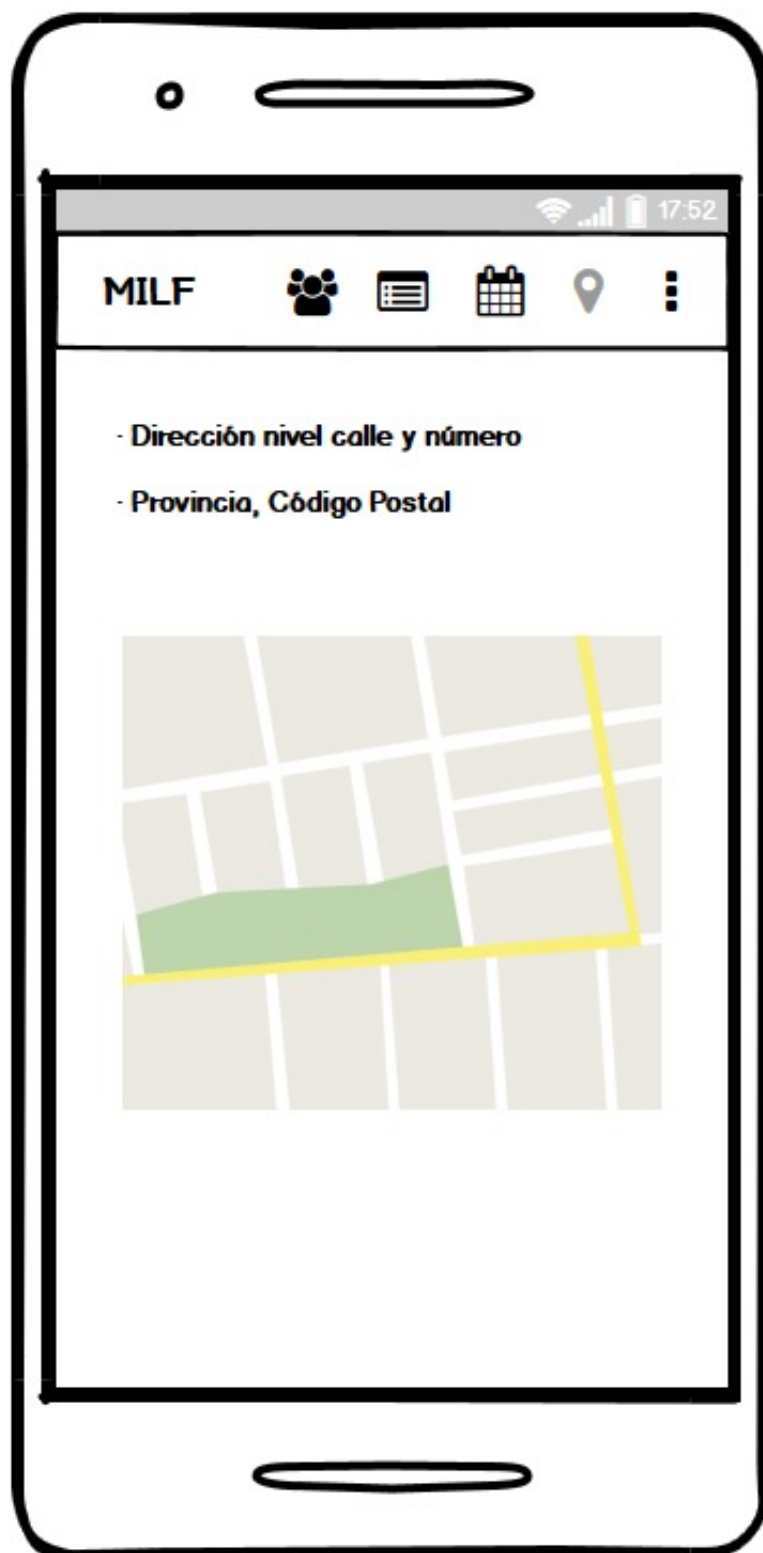 17:52
MILF
· Dirección nivel calle y número
· Provincia, Código Postal